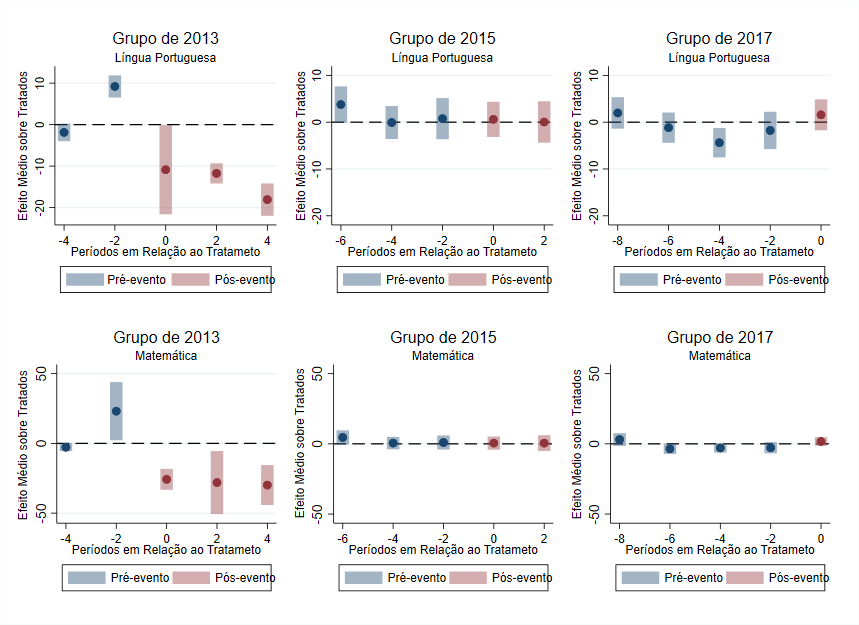 Grupo de 2013
Língua Portuguesa
Efeito Médio sobre Tratados
10
0
-10
-20
-4
-2
0
2
4
Períodos em Relação ao Tratameto
Pré-evento
Pós-evento
Grupo de 2015
Língua Portuguesa
Efeito Médio sobre Tratados
10
0
-10
-20
-6
-4
-2
0
2
Períodos em Relação ao Tratameto
Pré-evento
Pós-evento
Grupo de 2017
Língua Portuguesa
Efeito Médio sobre Tratados
10
0
-10
-20
-8
-6
-4
-2
0
Períodos em Relação ao Tratameto
Pré-evento
Pós-evento
Grupo de 2013
Matemática
Efeito Médio sobre Tratados
50
0
-50
-4
-2
0
2
4
Períodos em Relação ao Tratameto
Pré-evento
Pós-evento
Grupo de 2015
Matemática
Efeito Médio sobre Tratados
50
0
-50
-6
-4
-2
0
2
Períodos em Relação ao Tratameto
Pré-evento
Pós-evento
Grupo de 2017
Matemática
Efeito Médio sobre Tratados
50
0
-50
-8
-6
-4
-2
0
Períodos em Relação ao Tratameto
Pré-evento
Pós-evento